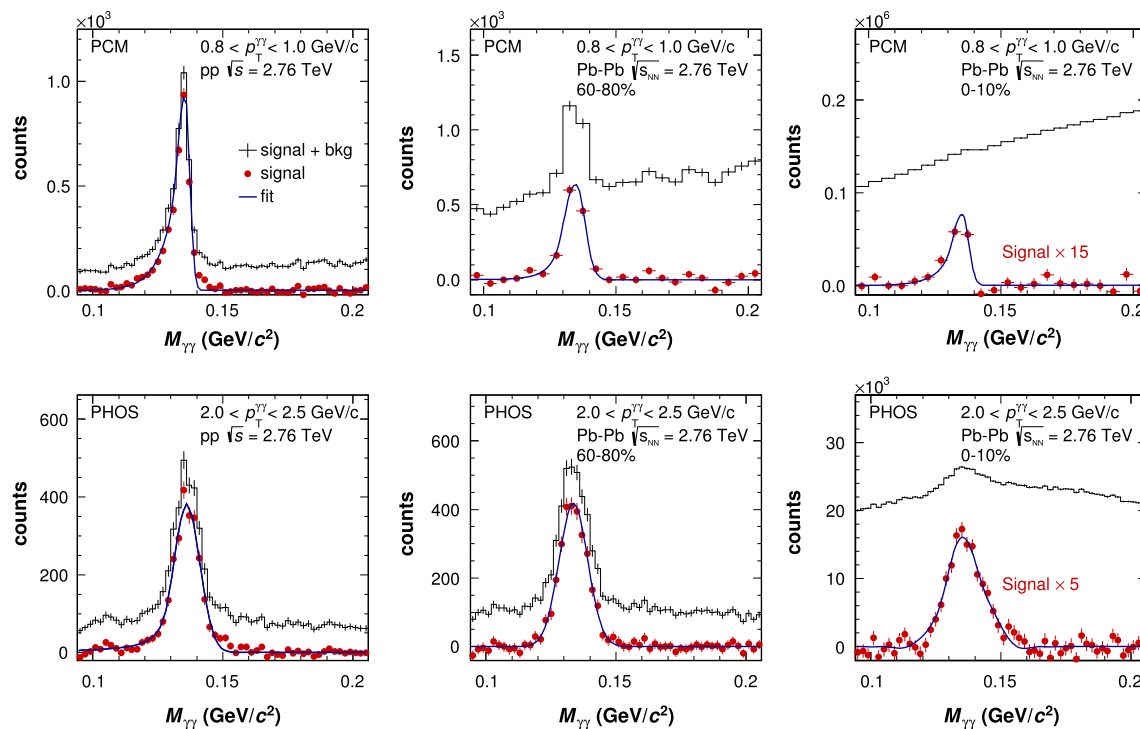 ×10³
PCM
0.8 < p_T^γγ < 1.0 GeV/c
pp √s = 2.76 TeV
signal + bkg
signal
fit
counts
1.0
0.5
0.0
0.1 0.15 0.2
M_γγ (GeV/c²)
×10³
PCM
0.8 < p_T^γγ < 1.0 GeV/c
Pb-Pb √s_NN = 2.76 TeV
60-80%
counts
1.5
1.0
0.5
0.0
0.1 0.15 0.2
M_γγ (GeV/c²)
×10⁶
PCM
0.8 < p_T^γγ < 1.0 GeV/c
Pb-Pb √s_NN = 2.76 TeV
0-10%
Signal × 15
counts
0.2
0.1
0.0
0.1 0.15 0.2
M_γγ (GeV/c²)
PHOS
2.0 < p_T^γγ < 2.5 GeV/c
pp √s = 2.76 TeV
counts
600
400
200
0
0.1 0.15 0.2
M_γγ (GeV/c²)
PHOS
2.0 < p_T^γγ < 2.5 GeV/c
Pb-Pb √s_NN = 2.76 TeV
60-80%
counts
600
400
200
0
0.1 0.15 0.2
M_γγ (GeV/c²)
×10³
PHOS
2.0 < p_T^γγ < 2.5 GeV/c
Pb-Pb √s_NN = 2.76 TeV
0-10%
Signal × 5
counts
30
20
10
0
0.1 0.15 0.2
M_γγ (GeV/c²)